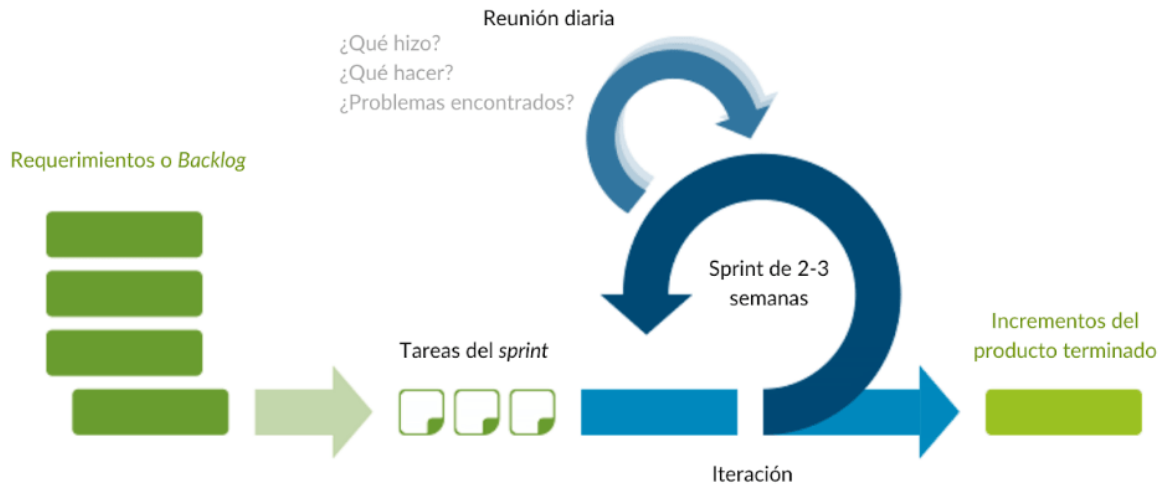 Reunión diaria
¿Qué hizo?
¿Qué hacer?
¿Problemas encontrados?
Requerimientos o Backlog
Sprint de 2-3
semanas
Tareas del sprint
Incrementos del
producto terminado
Iteración